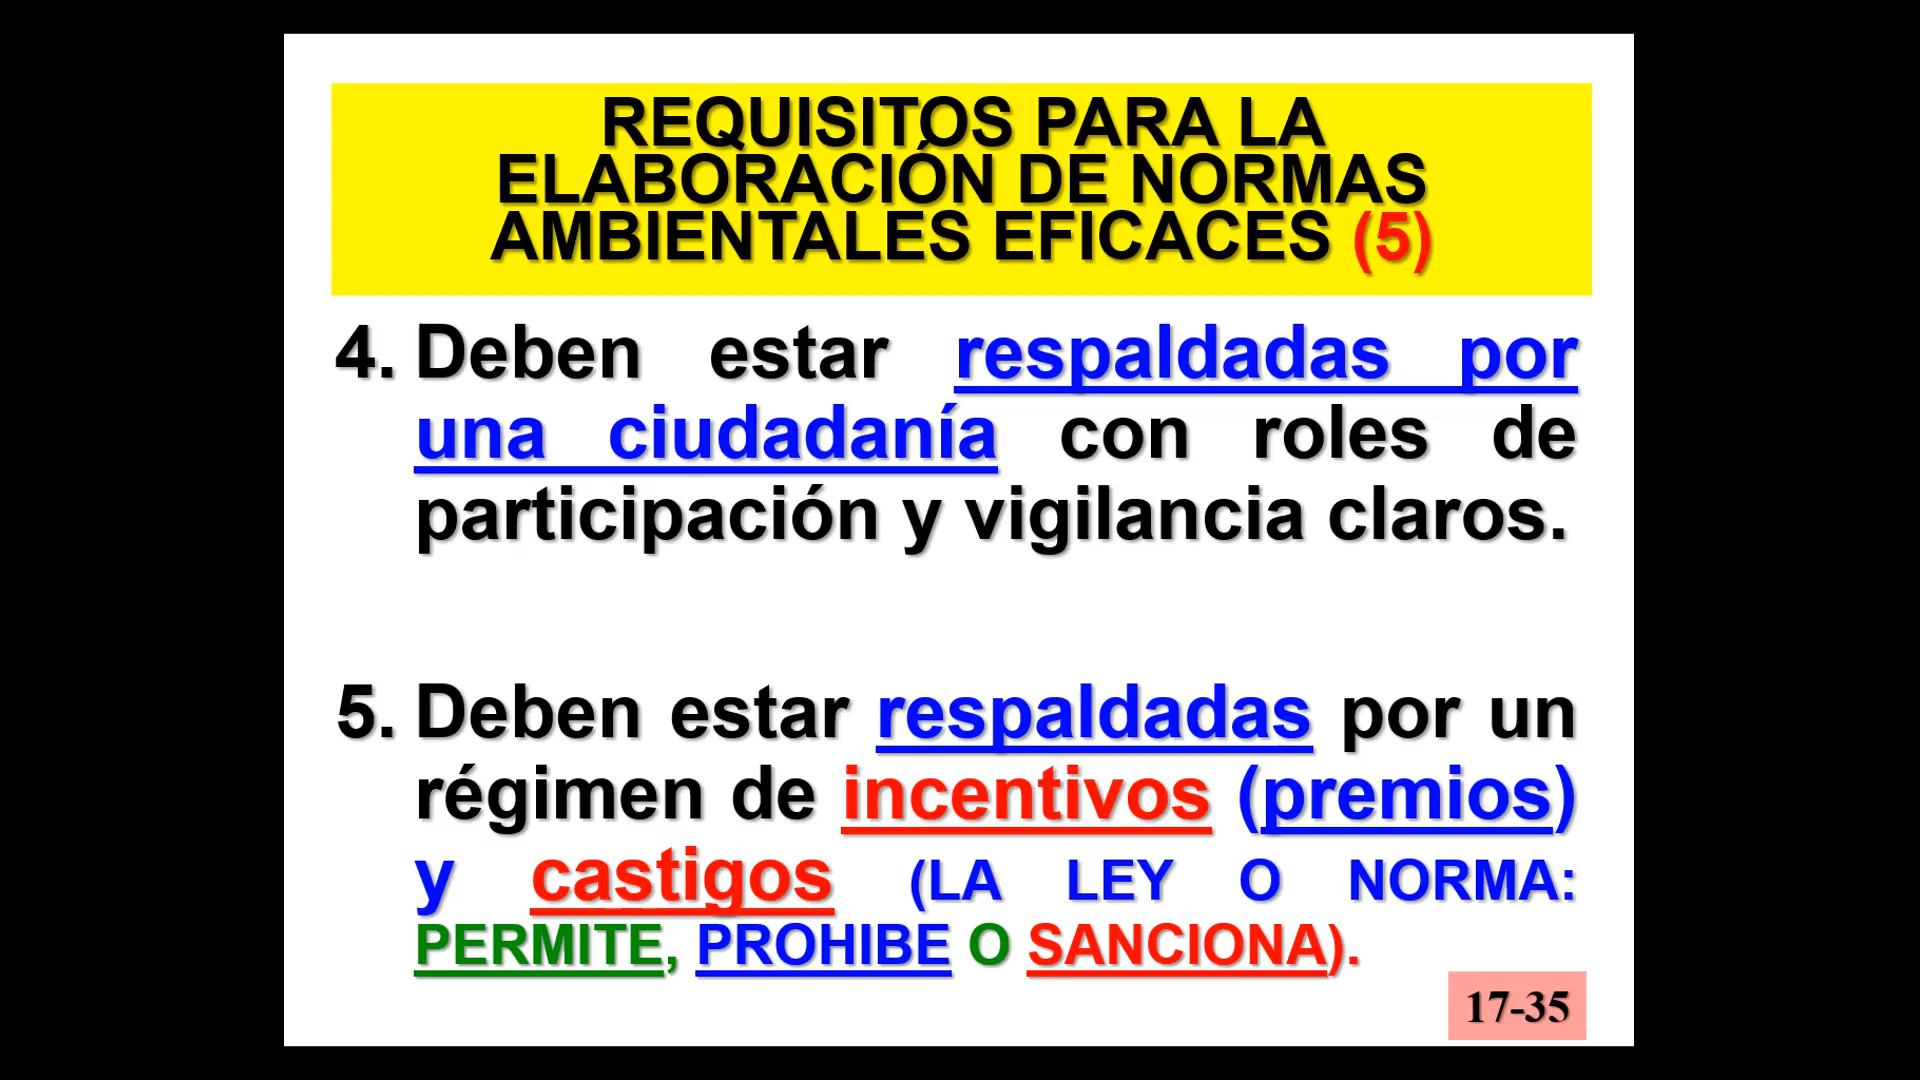 REQUISITOS PARA LA
ELABORACIÓN DE NORMAS
AMBIENTALES EFICACES (5)
4. Deben estar respaldadas por
una ciudadanía con roles de
participación y vigilancia claros.
5. Deben estar respaldadas por un
régimen de incentivos (premios)
y castigos (LA LEY O NORMA:
PERMITE, PROHIBE O SANCIONA).
17-35